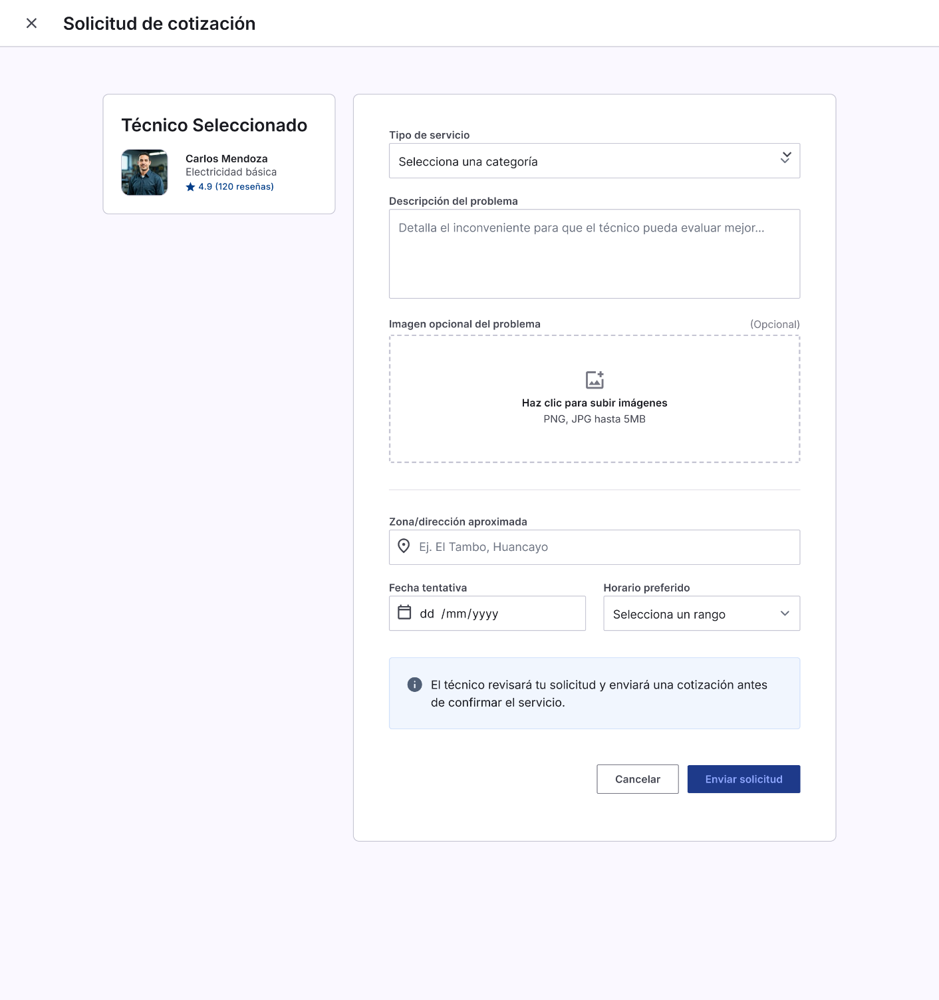 Solicitud de cotización
Técnico Seleccionado
Carlos Mendoza
Electricidad básica
4.9 (120 reseñas)
Tipo de servicio
Selecciona una categoría
Descripción del problema
Detalla el inconveniente para que el técnico pueda evaluar mejor...
Imagen opcional del problema
(Opcional)
Haz clic para subir imágenes
PNG, JPG hasta 5MB
Zona/dirección aproximada
Ej. El Tambo, Huancayo
Fecha tentativa
dd /mm/yyyy
Horario preferido
Selecciona un rango
El técnico revisará tu solicitud y enviará una cotización antes
de confirmar el servicio.
Cancelar
Enviar solicitud